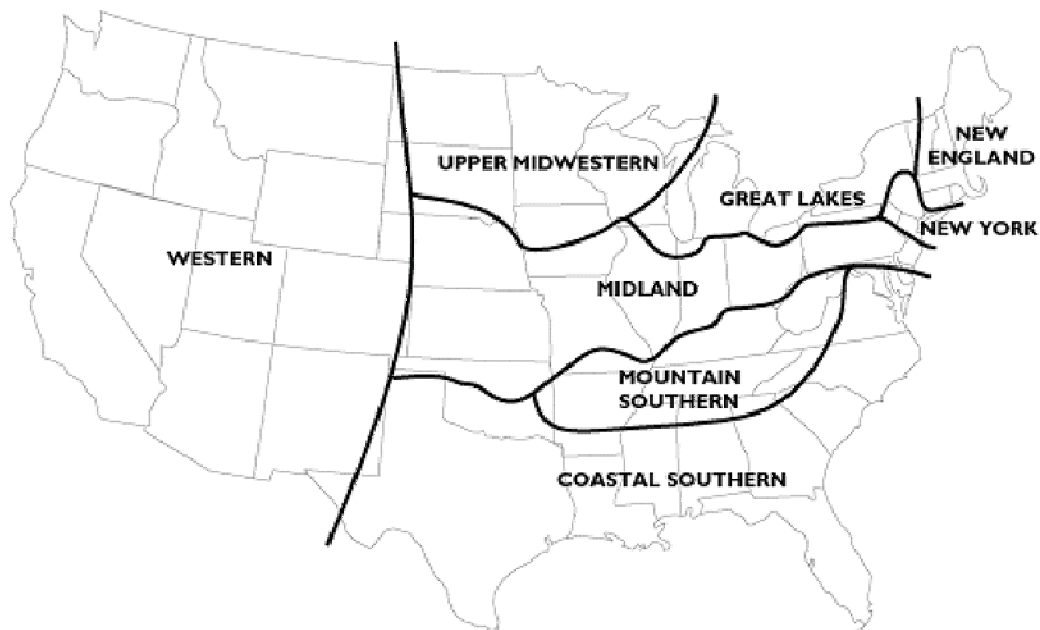 NEW
ENGLAND
UPPER MIDWESTERN
GREAT LAKES
NEW YORK
WESTERN
MIDLAND
MOUNTAIN
SOUTHERN
COASTAL SOUTHERN